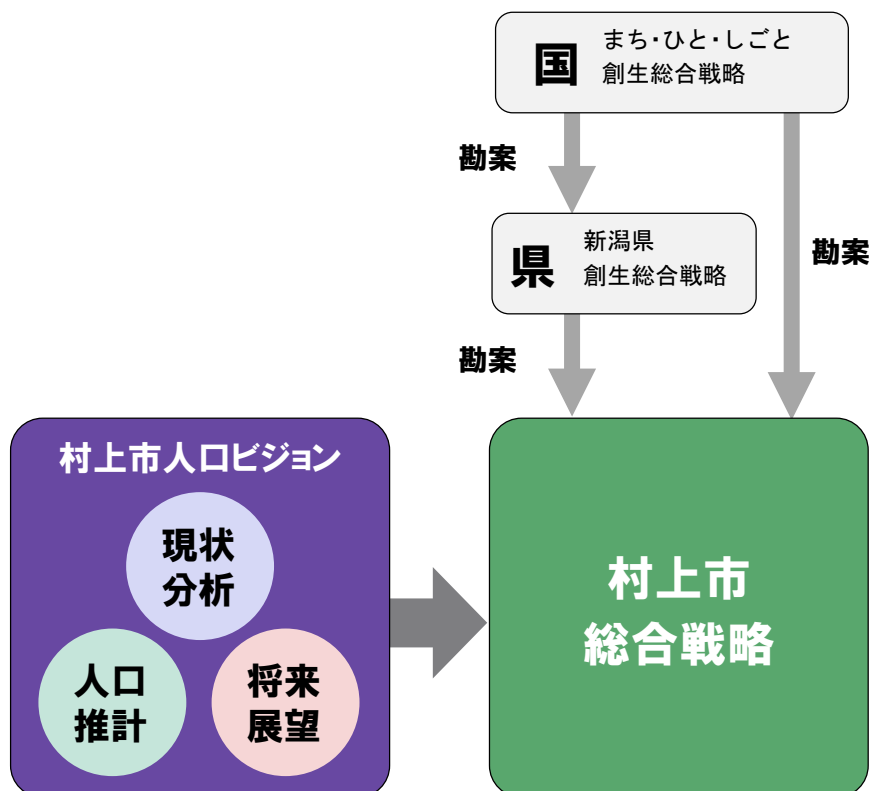 国
まち・ひと・しごと
創生総合戦略
勘案
勘案
県
新潟県
創生総合戦略
勘案
村上市人口ビジョン
現状
分析
人口
推計
将来
展望
村上市
総合戦略